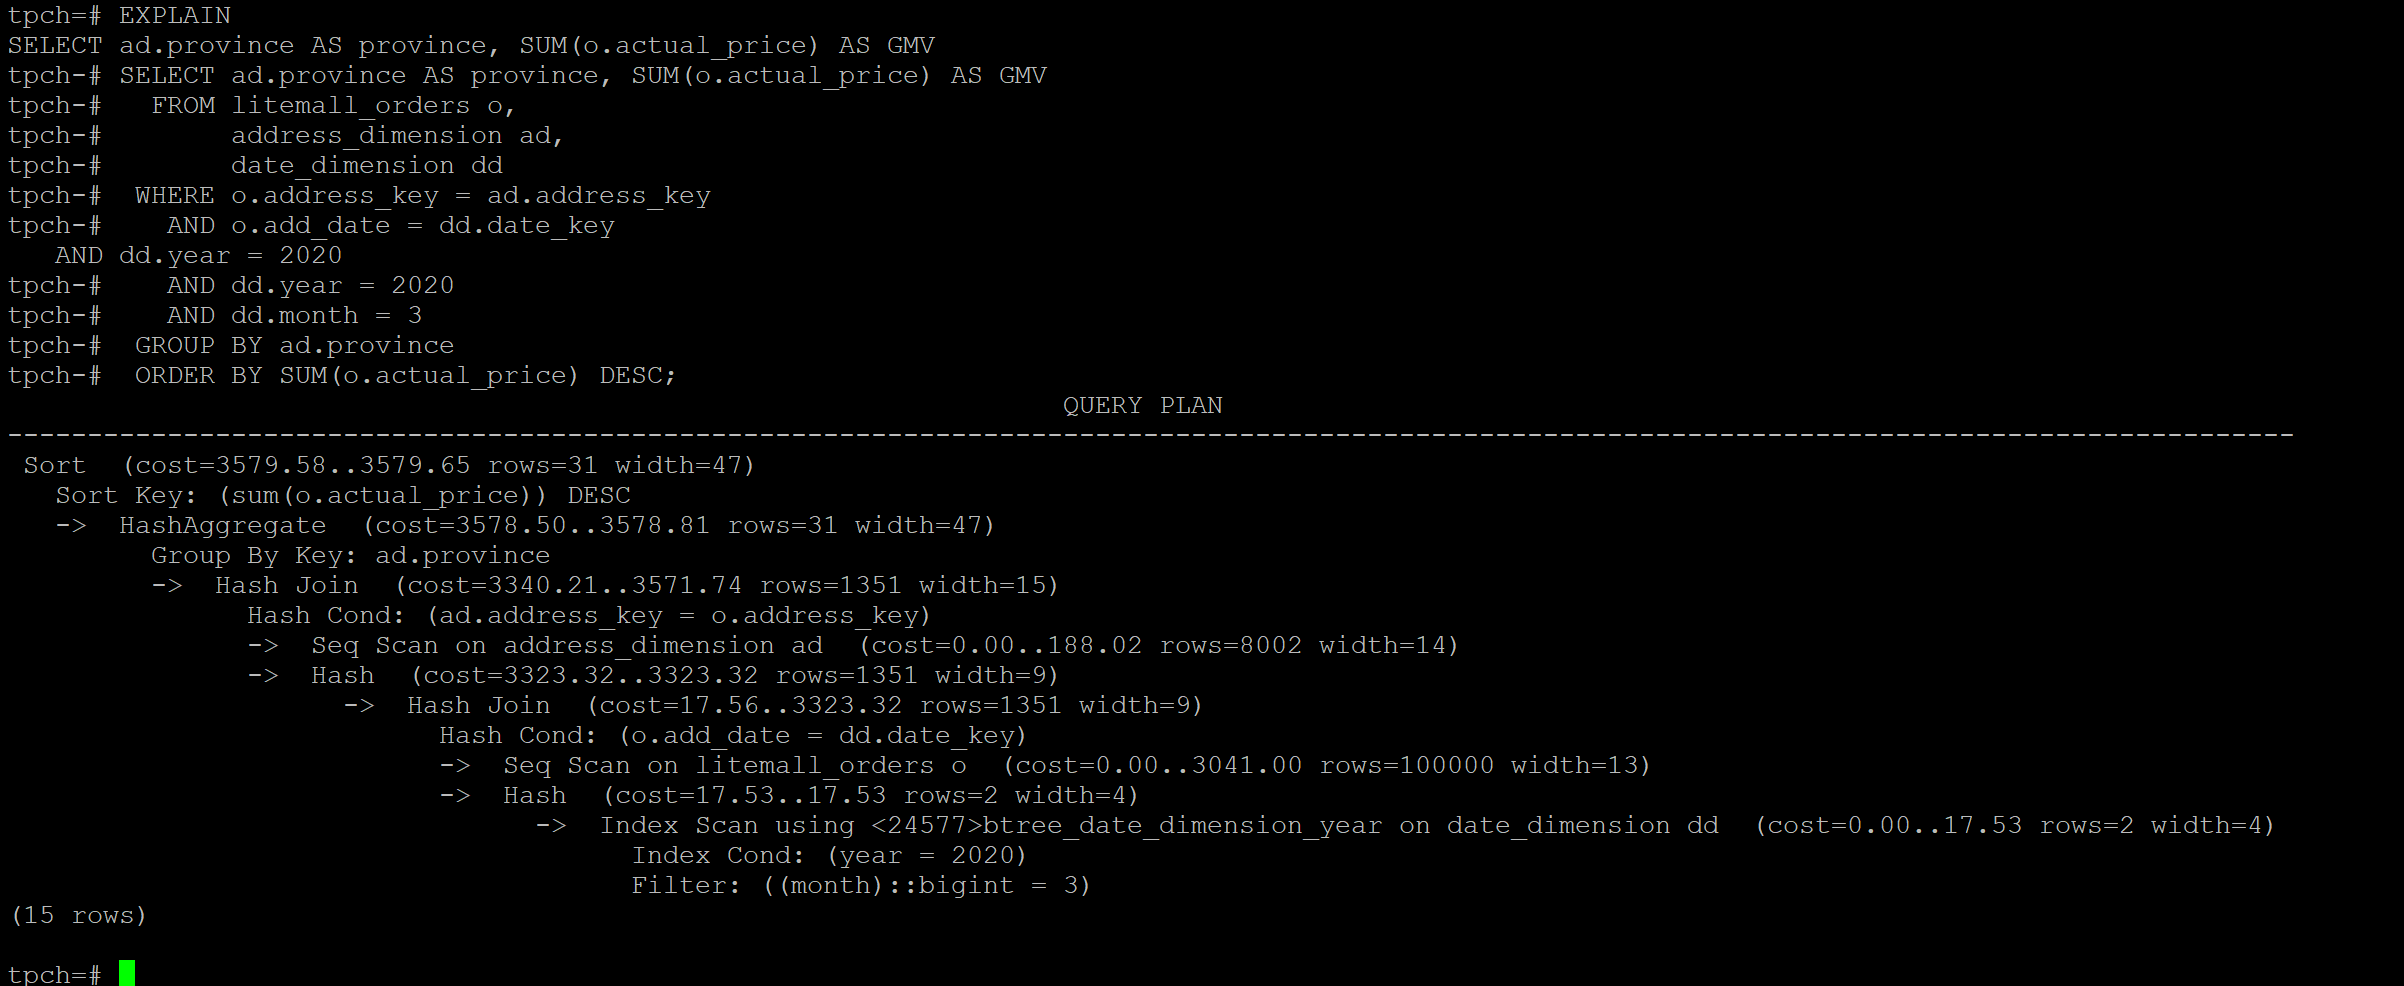 tpch=# EXPLAIN
SELECT ad.province AS province, SUM(o.actual_price) AS GMV
tpch-# SELECT ad.province AS province, SUM(o.actual_price) AS GMV
tpch-#   FROM litemall_orders o,
tpch-#        address_dimension ad,
tpch-#        date_dimension dd
tpch-#  WHERE o.address_key = ad.address_key
tpch-#    AND o.add_date = dd.date_key
   AND dd.year = 2020
tpch-#    AND dd.year = 2020
tpch-#    AND dd.month = 3
tpch-#  GROUP BY ad.province
tpch-#  ORDER BY SUM(o.actual_price) DESC;
QUERY PLAN
-----------------------------------------------------------------------------------------------------------------------------------------------
 Sort  (cost=3579.58..3579.65 rows=31 width=47)
   Sort Key: (sum(o.actual_price)) DESC
   ->  HashAggregate  (cost=3578.50..3578.81 rows=31 width=47)
         Group By Key: ad.province
         ->  Hash Join  (cost=3340.21..3571.74 rows=1351 width=15)
               Hash Cond: (ad.address_key = o.address_key)
               ->  Seq Scan on address_dimension ad  (cost=0.00..188.02 rows=8002 width=14)
               ->  Hash  (cost=3323.32..3323.32 rows=1351 width=9)
                     ->  Hash Join  (cost=17.56..3323.32 rows=1351 width=9)
                           Hash Cond: (o.add_date = dd.date_key)
                           ->  Seq Scan on litemall_orders o  (cost=0.00..3041.00 rows=100000 width=13)
                           ->  Hash  (cost=17.53..17.53 rows=2 width=4)
                                 ->  Index Scan using <24577>btree_date_dimension_year on date_dimension dd  (cost=0.00..17.53 rows=2 width=4)
                                       Index Cond: (year = 2020)
                                       Filter: ((month)::bigint = 3)
(15 rows)
tpch=#